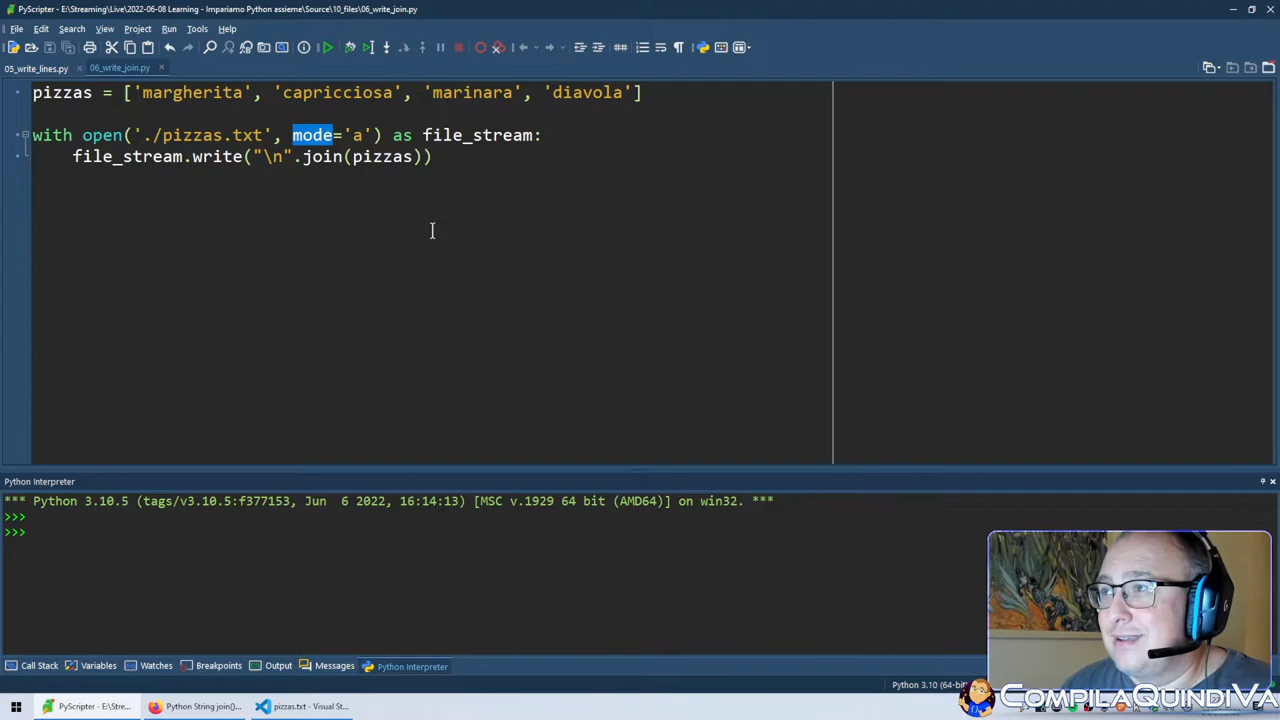 PyScripter - E:\Streaming\Live\2022-06-08 Learning - Impariamo Python assieme\Source\10_files\06_write_join.py
File Edit Search View Project Run Tools Help
05_write_lines.py × 06_write_join.py ×
pizzas = ['margherita', 'capricciosa', 'marinara', 'diavola']
with open('./pizzas.txt', mode='a') as file_stream:
file_stream.write("\n".join(pizzas))
Python Interpreter
*** Python 3.10.5 (tags/v3.10.5:f377153, Jun 6 2022, 16:14:13) [MSC v.1929 64 bit (AMD64)] on win32. ***
>>>
>>>
Call Stack Variables Watches Breakpoints Output Messages Python Interpreter
Python 3.10 (64-bit
CompilaQuindiVa
PyScripter - E:\Stre... Python String join()... pizzas.txt - Visual St...